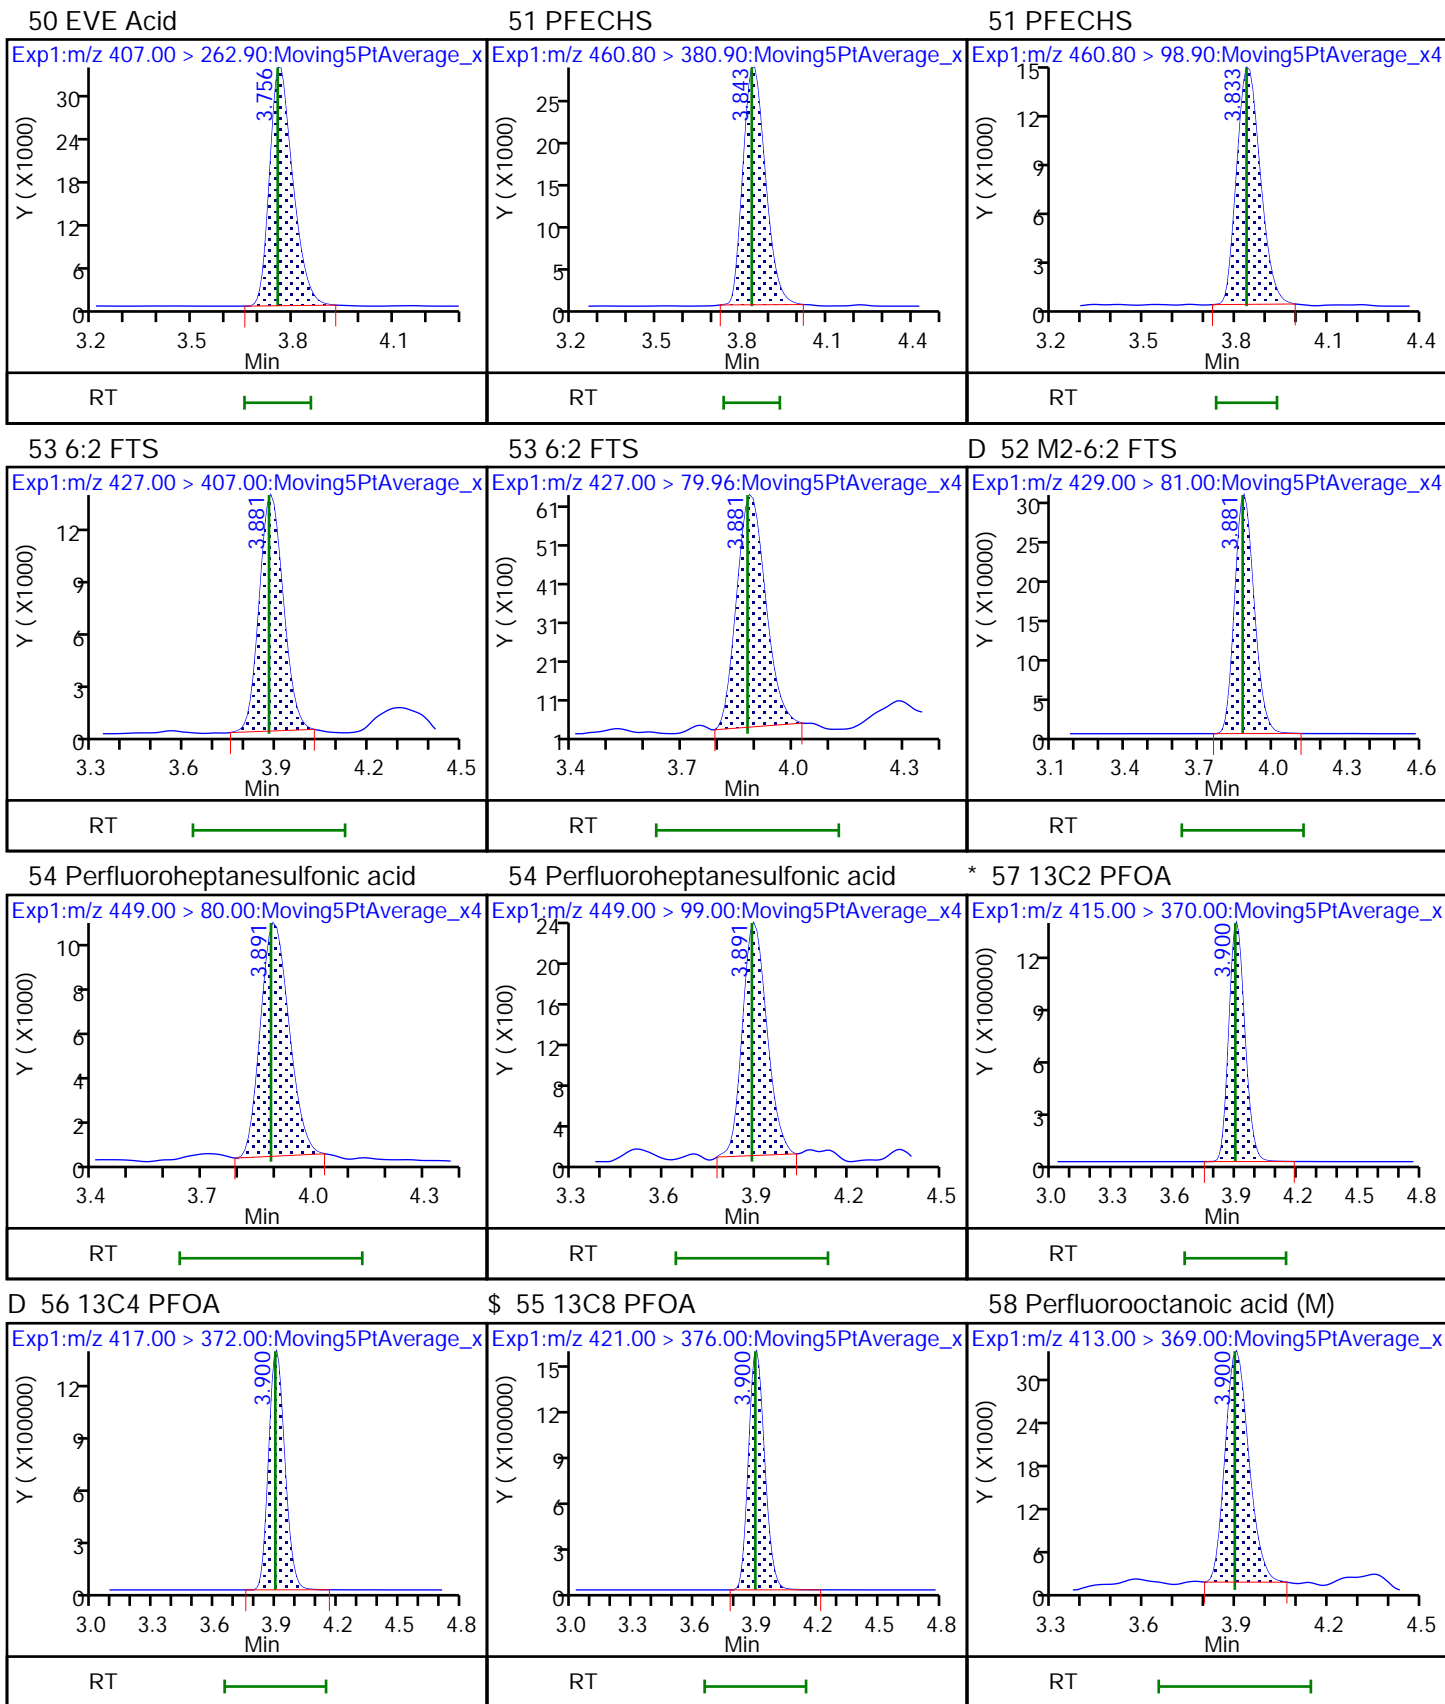 50 EVE Acid
Exp1:m/z 407.00 > 262.90:Moving5PtAverage_x
3.756
Y ( X1000)
30
24
18
12
6
0
3.2 3.5 3.8 4.1
Min
RT
51 PFECHS
Exp1:m/z 460.80 > 380.90:Moving5PtAverage_x
3.843
Y ( X1000)
25
20
15
10
5
0
3.2 3.5 3.8 4.1 4.4
Min
RT
51 PFECHS
Exp1:m/z 460.80 > 98.90:Moving5PtAverage_x4
3.833
Y ( X1000)
15
12
9
6
3
0
3.2 3.5 3.8 4.1 4.4
Min
RT
53 6:2 FTS
Exp1:m/z 427.00 > 407.00:Moving5PtAverage_x
3.881
Y ( X1000)
12
9
6
3
0
3.3 3.6 3.9 4.2 4.5
Min
RT
53 6:2 FTS
Exp1:m/z 427.00 > 79.96:Moving5PtAverage_x4
3.881
Y ( X100)
61
51
41
31
21
11
1
3.4 3.7 4.0 4.3
Min
RT
D 52 M2-6:2 FTS
Exp1:m/z 429.00 > 81.00:Moving5PtAverage_x4
3.881
Y ( X10000)
30
25
20
15
10
5
0
3.1 3.4 3.7 4.0 4.3 4.6
Min
RT
54 Perfluoroheptanesulfonic acid
Exp1:m/z 449.00 > 80.00:Moving5PtAverage_x4
3.891
Y ( X1000)
10
8
6
4
2
0
3.4 3.7 4.0 4.3
Min
RT
54 Perfluoroheptanesulfonic acid
Exp1:m/z 449.00 > 99.00:Moving5PtAverage_x4
3.891
Y ( X100)
24
20
16
12
8
4
0
3.3 3.6 3.9 4.2 4.5
Min
RT
* 57 13C2 PFOA
Exp1:m/z 415.00 > 370.00:Moving5PtAverage_x
3.900
Y ( X100000)
12
9
6
3
0
3.0 3.3 3.6 3.9 4.2 4.5 4.8
Min
RT
D 56 13C4 PFOA
Exp1:m/z 417.00 > 372.00:Moving5PtAverage_x
3.900
Y ( X100000)
12
9
6
3
0
3.0 3.3 3.6 3.9 4.2 4.5 4.8
Min
RT
$ 55 13C8 PFOA
Exp1:m/z 421.00 > 376.00:Moving5PtAverage_x
3.900
Y ( X100000)
15
12
9
6
3
0
3.0 3.3 3.6 3.9 4.2 4.5 4.8
Min
RT
58 Perfluorooctanoic acid (M)
Exp1:m/z 413.00 > 369.00:Moving5PtAverage_x
3.900
Y ( X1000)
30
24
18
12
6
0
3.3 3.6 3.9 4.2 4.5
Min
RT